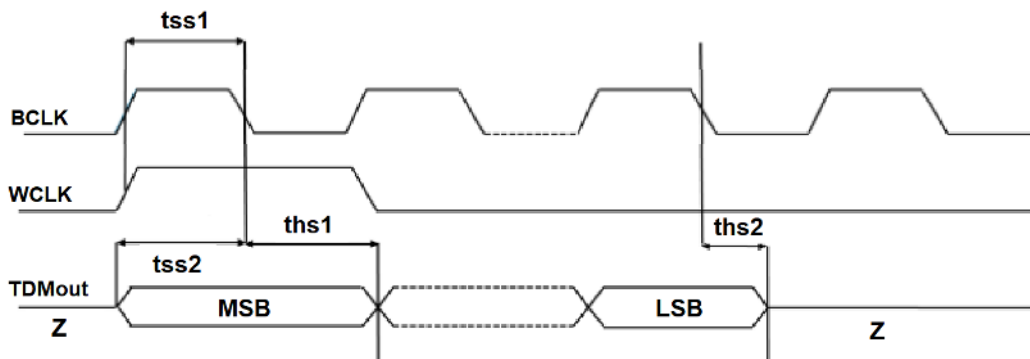 tss1
BCLK
WCLK
ths1
ths2
tss2
TDMout
MSB
LSB
Z
Z